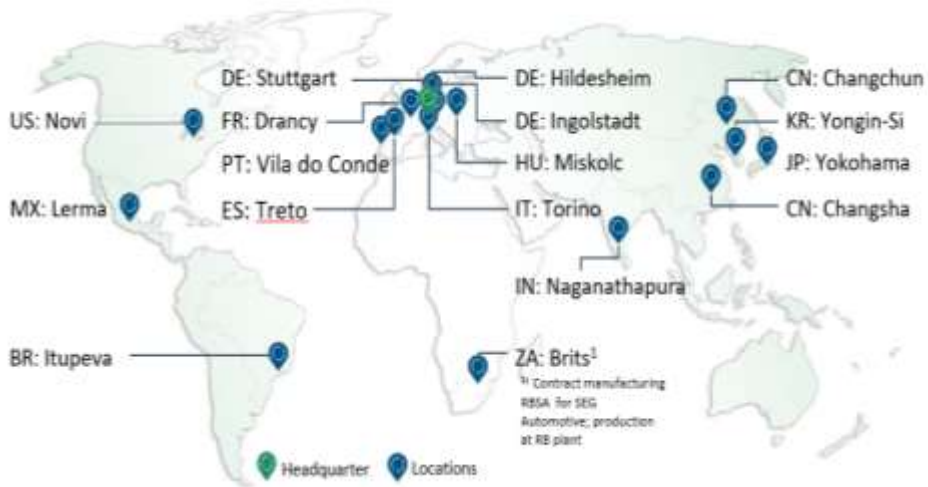 DE: Stuttgart
DE: Hildesheim
CN: Changchun
US: Novi
FR: Drancy
DE: Ingolstadt
KR: Yongin-Si
PT: Vila do Conde
HU: Miskolc
JP: Yokohama
MX: Lerma
ES: Treto
IT: Torino
CN: Changsha
IN: Naganathapura
BR: Itupeva
ZA: Brits¹
¹⁾ Contract manufacturing
RBSA for SEG
Automotive; production
at RB plant
Headquarter
Locations